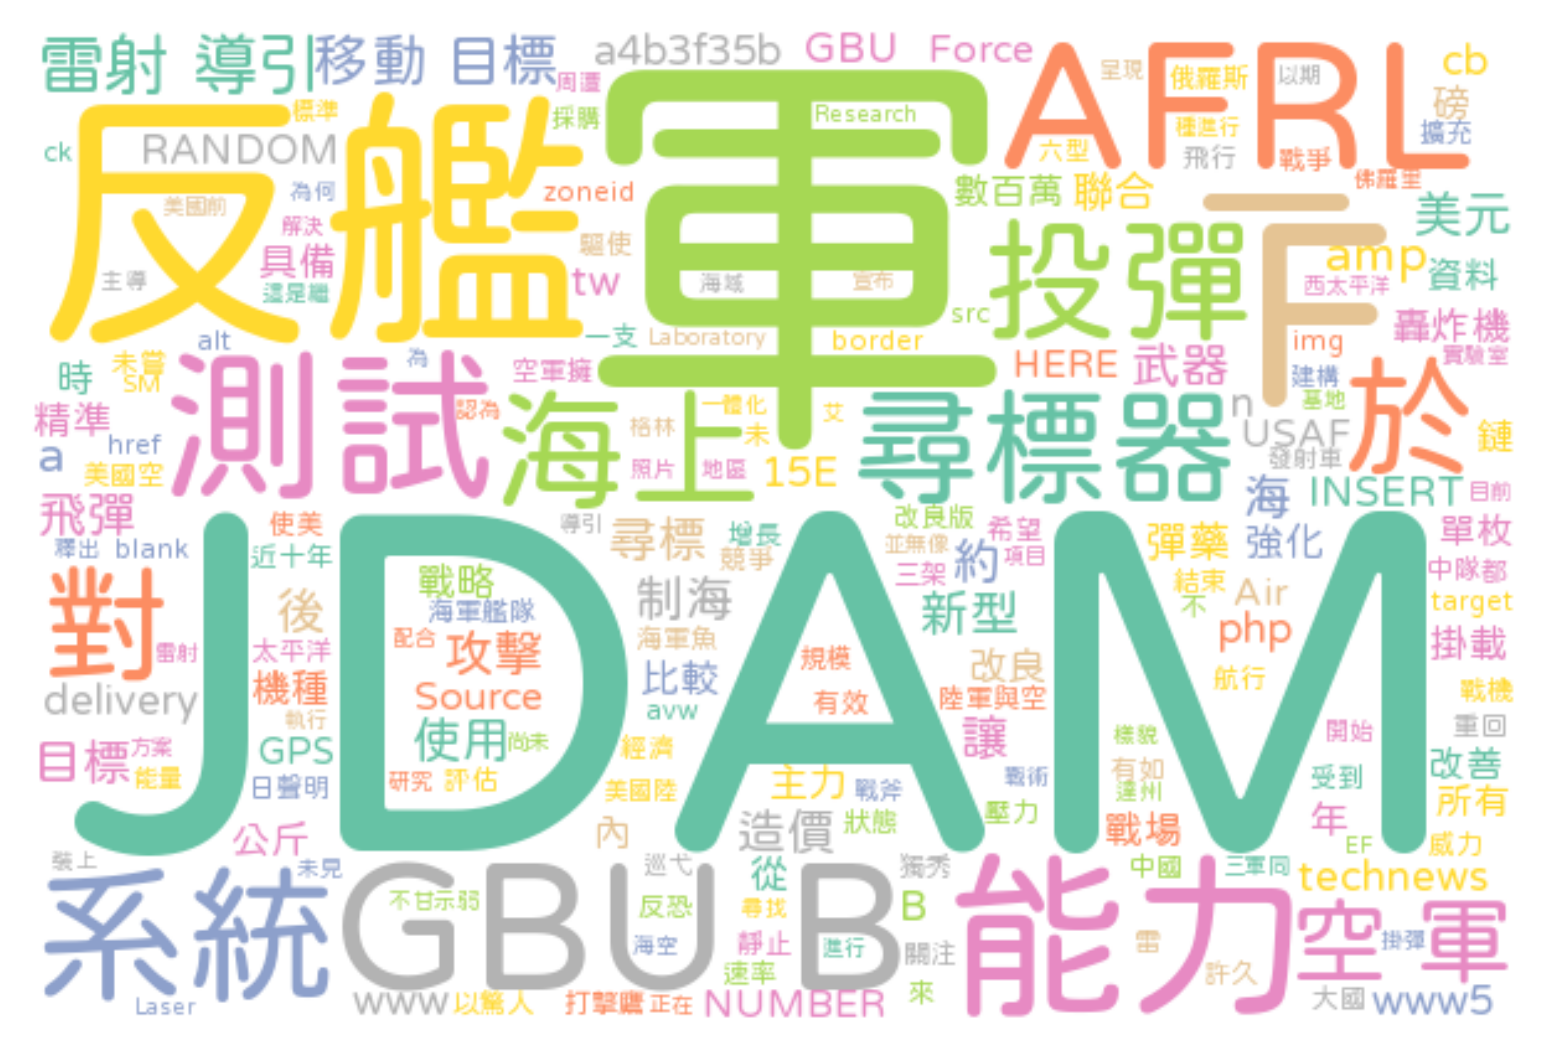 雷射 導引
移動 目標
a4b3f35b
GBU
Force
AFRL
呈現
俄羅斯
以期
cb
磅
擴充
周遭
標準
採購
Research
種進行
飛行
戰爭
六型
佛羅里
ck
RANDOM
反艦
軍
為何
zoneid
數百萬
聯合
美國前
解決
具備
這是繼
主導
驅使
tw
海域
宣布
投彈
F
美元
amp
資料
西太平洋
src
轟炸機
實驗室
alt
一支
Laboratory
border
img
HERE
武器
建構
基地
未嘗
SM
時
為
空軍擁
測試
認為
海上
一體化
未
艾
格林
照片
地區
15E
尋標器
n
USAF
發射車
於
鏈
精準
href
a
美國空
飛彈
海
INSERT
目前
使美
導引
尋標
增長
競爭
改良版
並無像
希望
項目
三架
約
彈藥
強化
單枚
釋出
blank
近十年
JDAM
戰略
海軍艦隊
制海
新型
結束
不
Air
php
中隊都
target
掛載
對
雷射
後
太平洋
配合
攻擊
海軍魚
比較
規模
有效
改良
陸軍與空
航行
戰機
delivery
機種
執行
Source
avw
讓
重回
目標
方案
能量
GPS
日聲明
使用
尚未
研究
評估
經濟
美國陸
主力
戰斧
戰術
樣貌
有如
達州
開始
受到
改善
所有
公斤
內
造價
狀態
壓力
戰場
年
EF
威力
裝上
未見
巡弋
從
獨秀
中國
三軍同
technews
系統
GBU
B
不甘示弱
反恐
海空
尋找
靜止
進行
速率
B
關注
來
能力
雷
許久
空軍
掛彈
大國
www5
Laser
www
以驚人
打擊鷹
正在
NUMBER